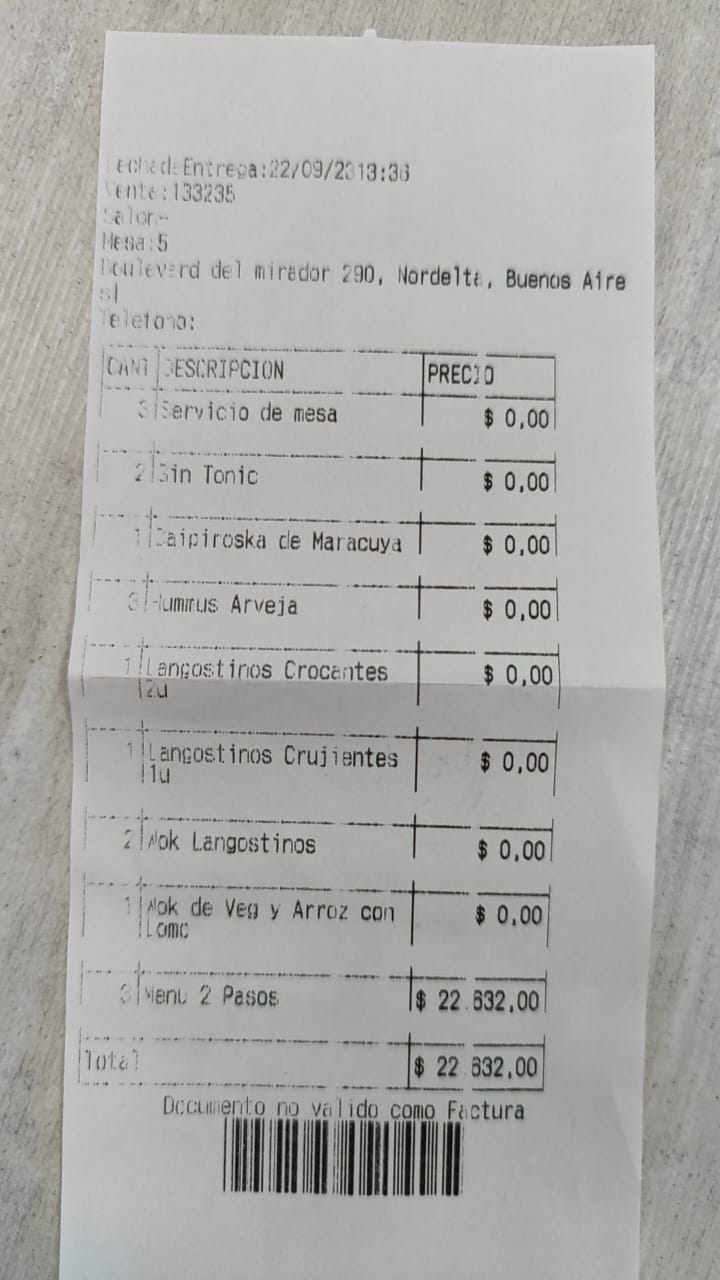 Fecha de Entrega:22/09/23 13:36
Venta:133235
Salon-
Mesa:5
Boulevard del mirador 290, Nordelta, Buenos Aire
s|
Telefono:
CANT DESCRIPCION PRECIO
3 Servicio de mesa $ 0,00
2 Gin Tonic $ 0,00
1 Caipiroska de Maracuya $ 0,00
3 Hummus Arveja $ 0,00
1 Langostinos Crocantes $ 0,00
2u
1 Langostinos Crujientes $ 0,00
1u
2 Wok Langostinos $ 0,00
1 Wok de Veg y Arroz con $ 0,00
Lomo
3 Menu 2 Pasos $ 22.632,00
Total $ 22.632,00
Documento no valido como Factura